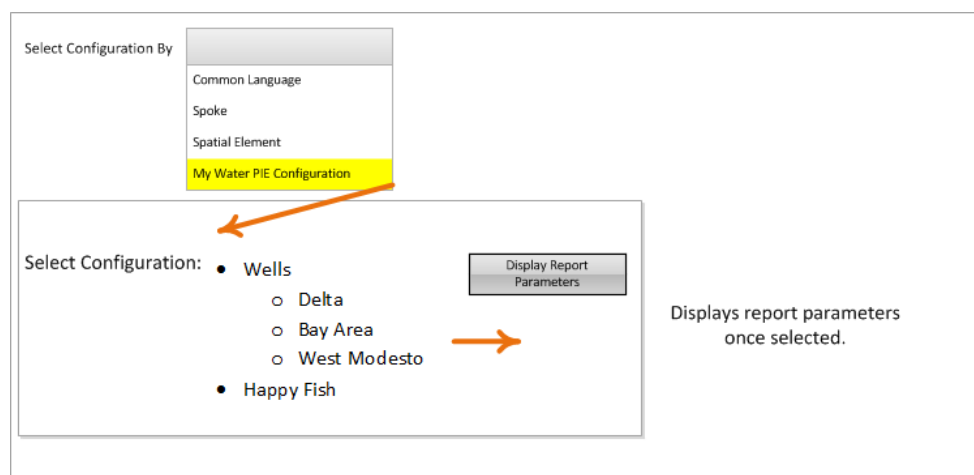 Select Configuration By
Common Language
Spoke
Spatial Element
My Water PIE Configuration
Select Configuration:
• Wells
o Delta
o Bay Area
o West Modesto
• Happy Fish
Display Report
Parameters
Displays report parameters
once selected.